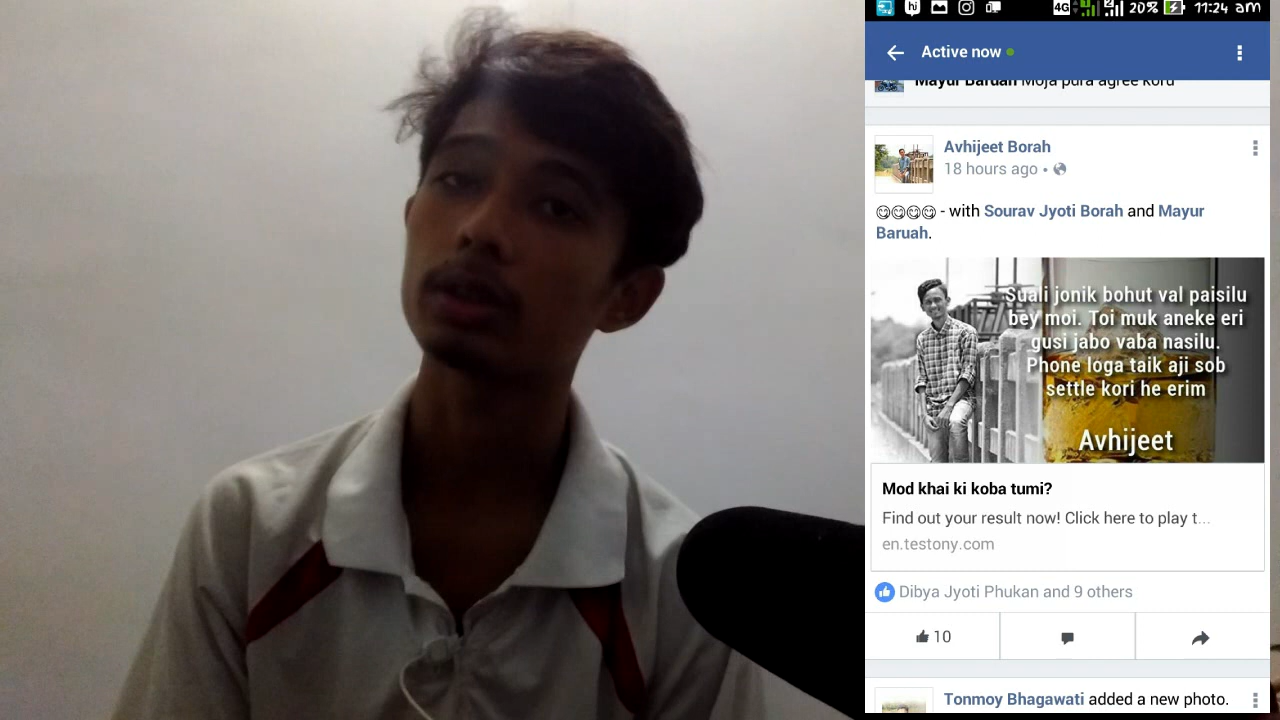 hi
4G
20%
11:24 am
Active now
Mayur Baruah Moja pura agree koru
Avhijeet Borah
18 hours ago •
- with Sourav Jyoti Borah and Mayur
Baruah.
Suali jonik bohut val paisilu
bey moi. Toi muk aneke eri
gusi jabo vaba nasilu.
Phone loga taik aji sob
settle kori he erim
Avhijeet
Mod khai ki koba tumi?
Find out your result now! Click here to play t...
en.testony.com
Dibya Jyoti Phukan and 9 others
10
Tonmoy Bhagawati added a new photo.